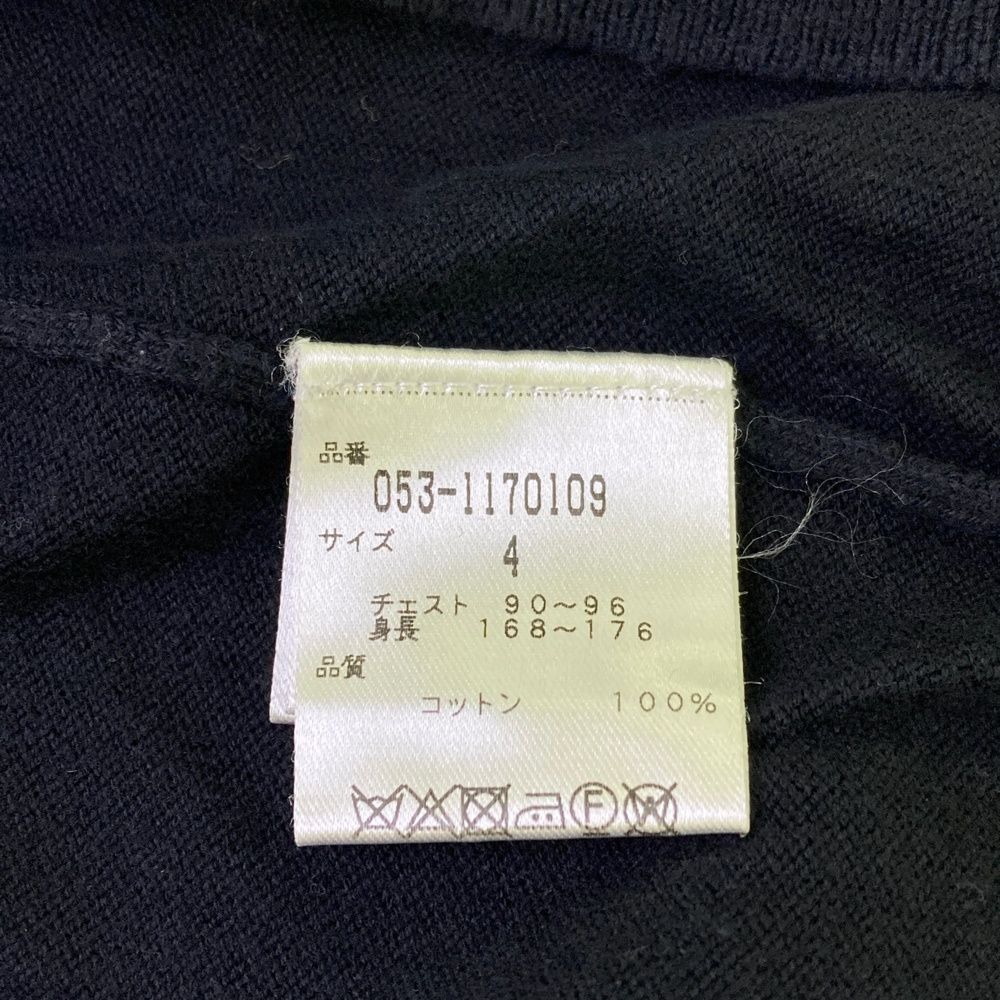 品番
053-1170109
サイズ
4
チェスト 90〜96
身長 168〜176
品質
コットン 100%
F W